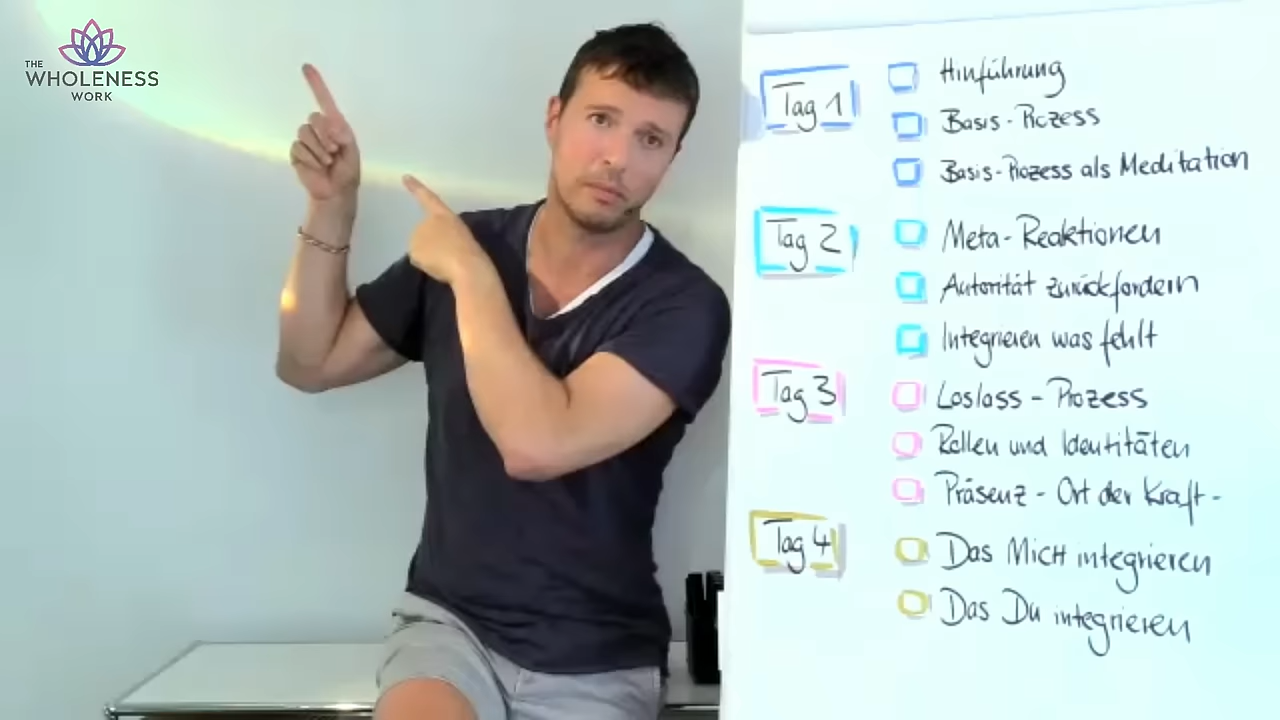 THE
WHOLENESS
WORK
Tag 1
Hinführung
Basis-Prozess
Basis-Prozess als Meditation
Tag 2
Meta-Reaktionen
Autorität zurückfordern
Integrieren was fehlt
Tag 3
Loslass-Prozess
Rollen und Identitäten
Präsenz - Ort der Kraft -
Tag 4
Das MicH integrieren
Das Du integrieren